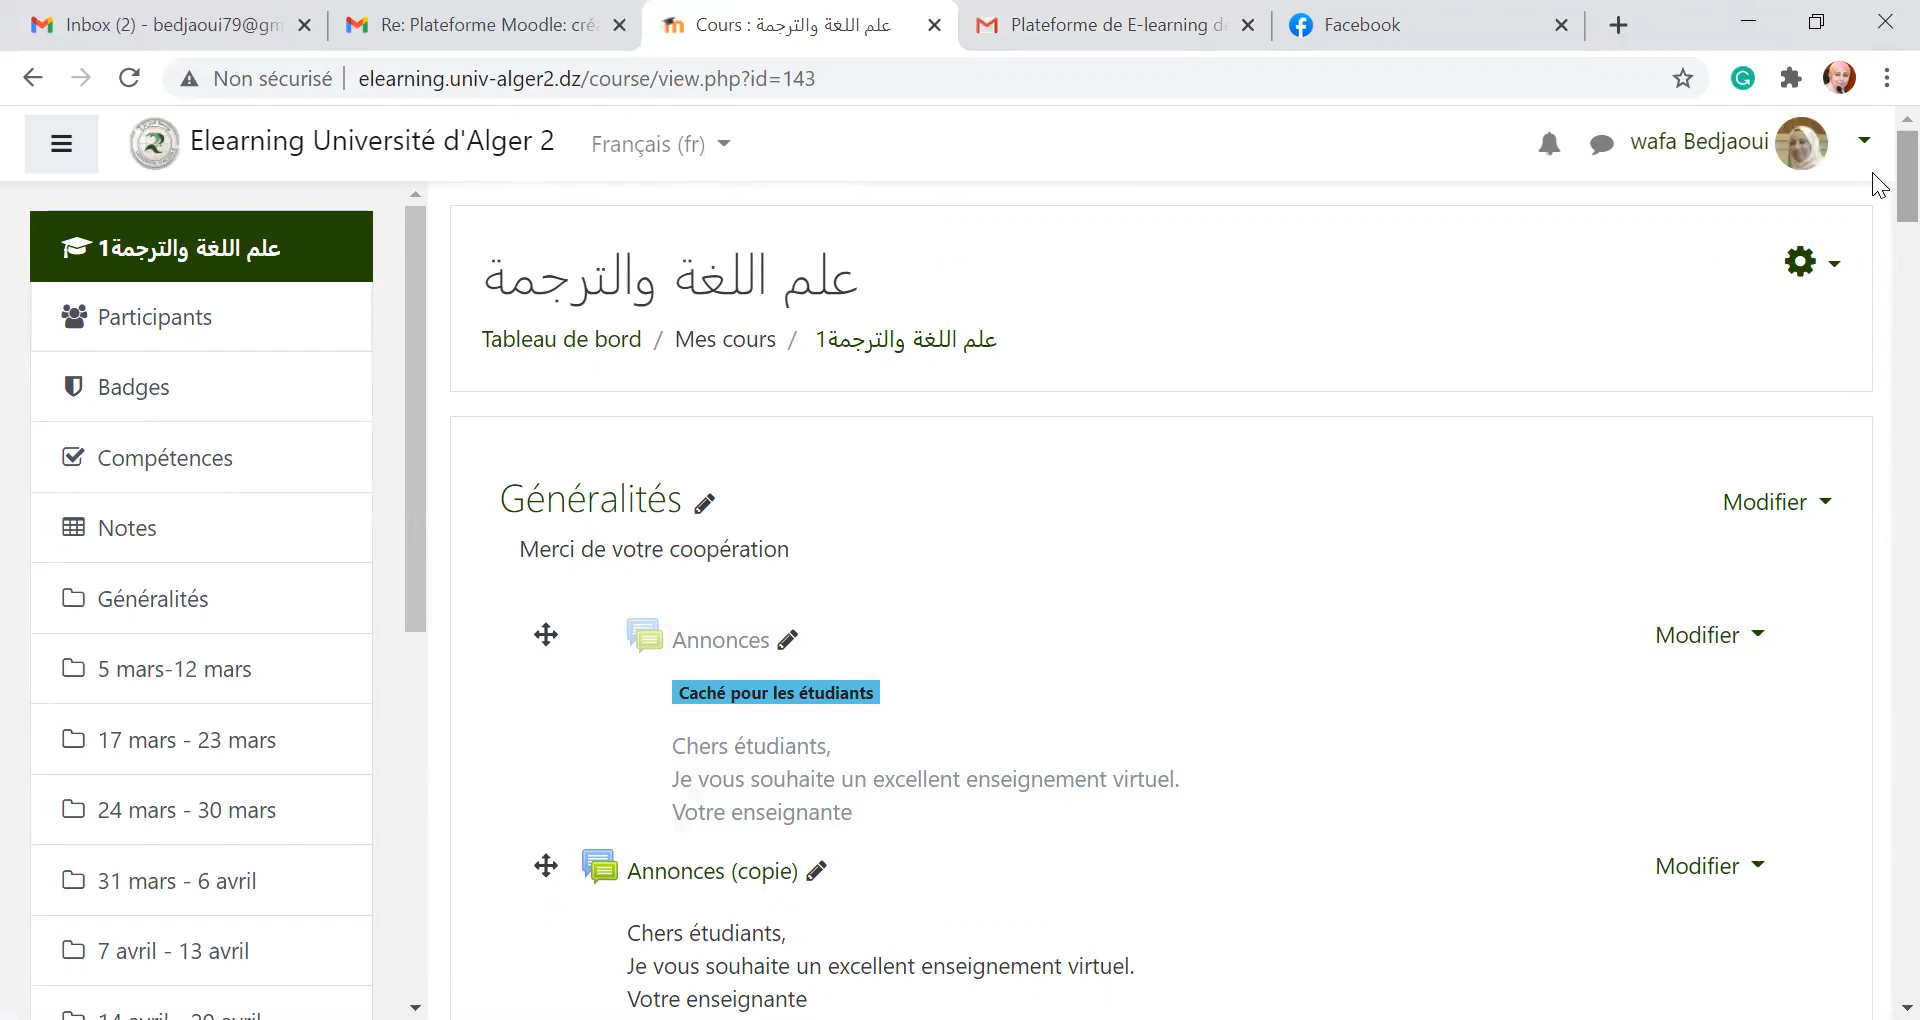 Inbox (2) - bedjaoui79@gm
Re: Plateforme Moodle: cré
Cours : علم اللغة والترجمة
Plateforme de E-learning d
Facebook
Non sécurisé
elearning.univ-alger2.dz/course/view.php?id=143
Elearning Université d'Alger 2
Français (fr)
wafa Bedjaoui
علم اللغة والترجمة1
Participants
Badges
Compétences
Notes
Généralités
5 mars-12 mars
17 mars - 23 mars
24 mars - 30 mars
31 mars - 6 avril
7 avril - 13 avril
14 avril - 20 avril
علم اللغة والترجمة
Tableau de bord / Mes cours / علم اللغة والترجمة1
Généralités
Modifier
Merci de votre coopération
Annonces
Modifier
Caché pour les étudiants
Chers étudiants,
Je vous souhaite un excellent enseignement virtuel.
Votre enseignante
Annonces (copie)
Modifier
Chers étudiants,
Je vous souhaite un excellent enseignement virtuel.
Votre enseignante